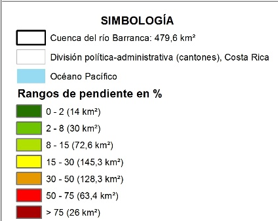 SIMBOLOGÍA
Cuenca del río Barranca: 479,6 km²
División política-administrativa (cantones), Costa Rica
Océano Pacifico
Rangos de pendiente en %
0 - 2 (14 km²)
2 - 8 (30 km²)
8 - 15 (72,6 km²)
15 - 30 (145,3 km²)
30 - 50 (128,3 km²)
50 - 75 (63,4 km²)
> 75 (26 km²)